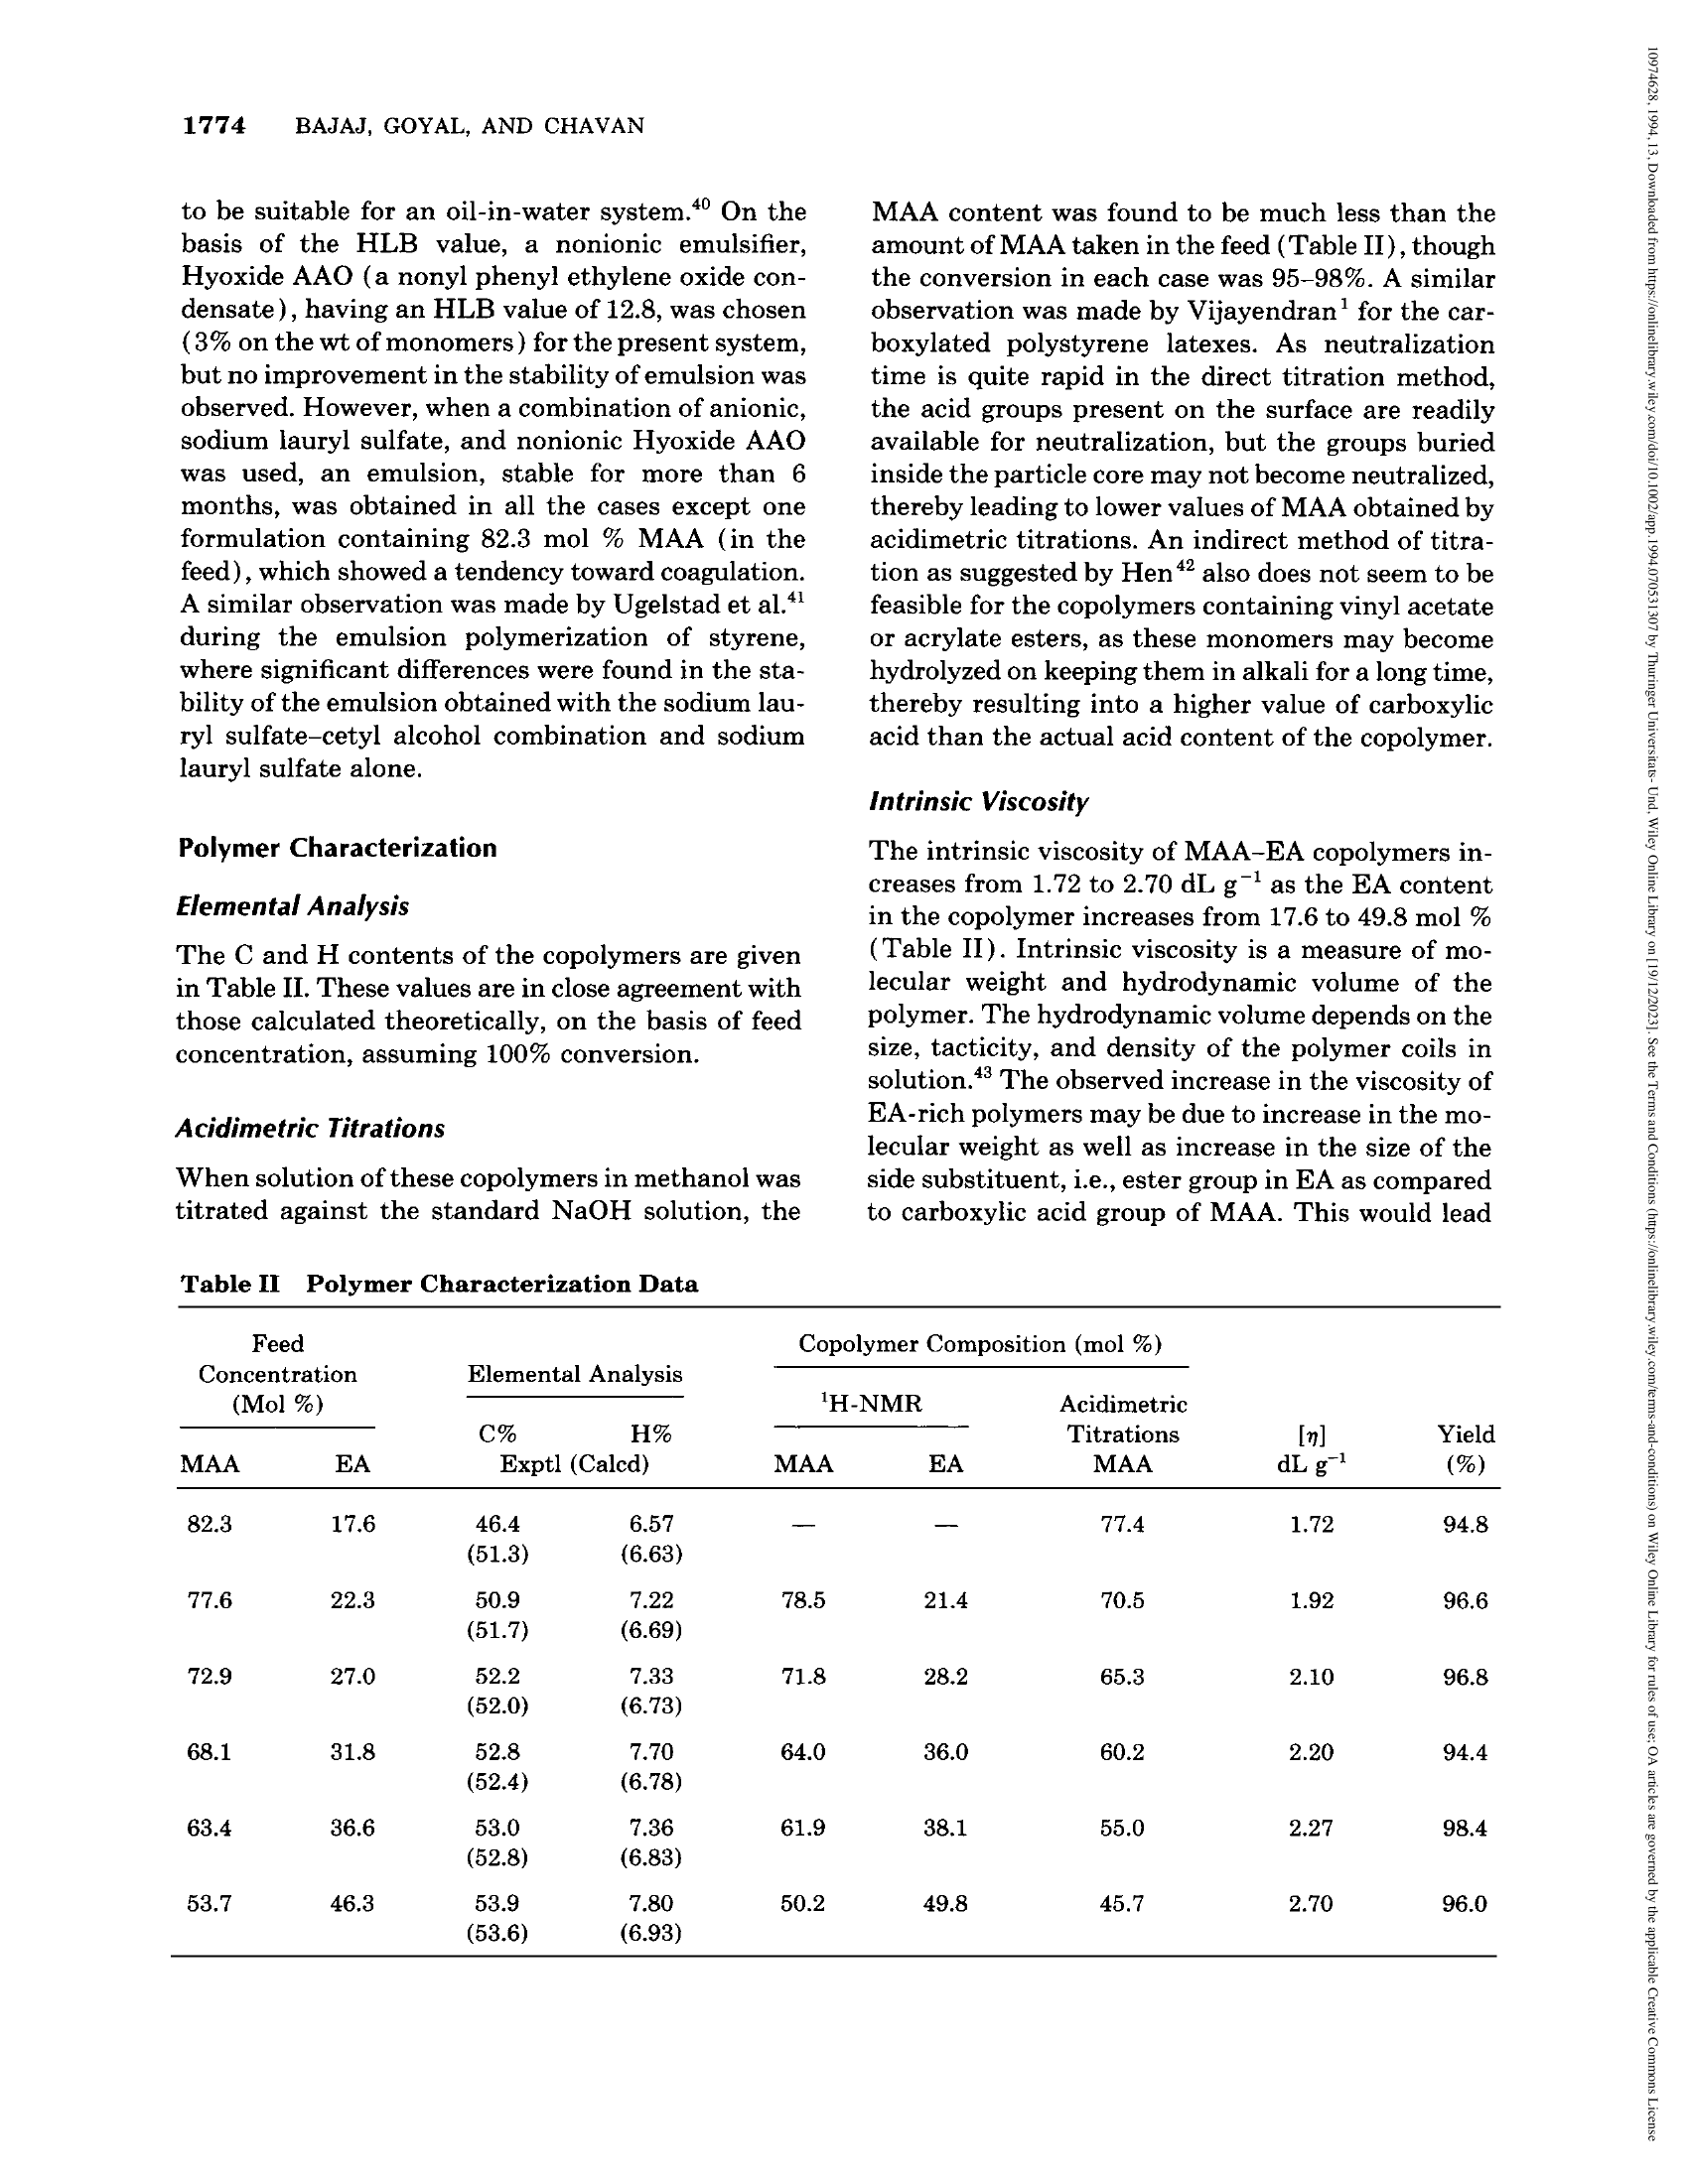 1774 BAJAJ, GOYAL, AND CHAVAN
to be suitable for an oil-in-water system.⁴⁰ On the
basis of the HLB value, a nonionic emulsifier,
Hyoxide AAO (a nonyl phenyl ethylene oxide con-
densate), having an HLB value of 12.8, was chosen
(3% on the wt of monomers) for the present system,
but no improvement in the stability of emulsion was
observed. However, when a combination of anionic,
sodium lauryl sulfate, and nonionic Hyoxide AAO
was used, an emulsion, stable for more than 6
months, was obtained in all the cases except one
formulation containing 82.3 mol % MAA (in the
feed), which showed a tendency toward coagulation.
A similar observation was made by Ugelstad et al.⁴¹
during the emulsion polymerization of styrene,
where significant differences were found in the sta-
bility of the emulsion obtained with the sodium lau-
ryl sulfate–cetyl alcohol combination and sodium
lauryl sulfate alone.
Polymer Characterization
Elemental Analysis
The C and H contents of the copolymers are given
in Table II. These values are in close agreement with
those calculated theoretically, on the basis of feed
concentration, assuming 100% conversion.
Acidimetric Titrations
When solution of these copolymers in methanol was
titrated against the standard NaOH solution, the
MAA content was found to be much less than the
amount of MAA taken in the feed (Table II), though
the conversion in each case was 95–98%. A similar
observation was made by Vijayendran¹ for the car-
boxylated polystyrene latexes. As neutralization
time is quite rapid in the direct titration method,
the acid groups present on the surface are readily
available for neutralization, but the groups buried
inside the particle core may not become neutralized,
thereby leading to lower values of MAA obtained by
acidimetric titrations. An indirect method of titra-
tion as suggested by Hen⁴² also does not seem to be
feasible for the copolymers containing vinyl acetate
or acrylate esters, as these monomers may become
hydrolyzed on keeping them in alkali for a long time,
thereby resulting into a higher value of carboxylic
acid than the actual acid content of the copolymer.
Intrinsic Viscosity
The intrinsic viscosity of MAA–EA copolymers in-
creases from 1.72 to 2.70 dL g⁻¹ as the EA content
in the copolymer increases from 17.6 to 49.8 mol %
(Table II). Intrinsic viscosity is a measure of mo-
lecular weight and hydrodynamic volume of the
polymer. The hydrodynamic volume depends on the
size, tacticity, and density of the polymer coils in
solution.⁴³ The observed increase in the viscosity of
EA-rich polymers may be due to increase in the mo-
lecular weight as well as increase in the size of the
side substituent, i.e., ester group in EA as compared
to carboxylic acid group of MAA. This would lead
Table II Polymer Characterization Data
Feed
Copolymer Composition (mol %)
Concentration Elemental Analysis
(Mol %) ¹H-NMR Acidimetric
C% H% Titrations [η] Yield
MAA EA Exptl (Calcd) MAA EA MAA dL g⁻¹ (%)
82.3 17.6 46.4 6.57 — — 77.4 1.72 94.8
(51.3) (6.63)
77.6 22.3 50.9 7.22 78.5 21.4 70.5 1.92 96.6
(51.7) (6.69)
72.9 27.0 52.2 7.33 71.8 28.2 65.3 2.10 96.8
(52.0) (6.73)
68.1 31.8 52.8 7.70 64.0 36.0 60.2 2.20 94.4
(52.4) (6.78)
63.4 36.6 53.0 7.36 61.9 38.1 55.0 2.27 98.4
(52.8) (6.83)
53.7 46.3 53.9 7.80 50.2 49.8 45.7 2.70 96.0
(53.6) (6.93)
10974628, 1994, 13, Downloaded from https://onlinelibrary.wiley.com/doi/10.1002/app.1994.070531307 by Thuringer Universitats- Und, Wiley Online Library on [19/12/2023]. See the Terms and Conditions (https://onlinelibrary.wiley.com/terms-and-conditions) on Wiley Online Library for rules of use; OA articles are governed by the applicable Creative Commons License